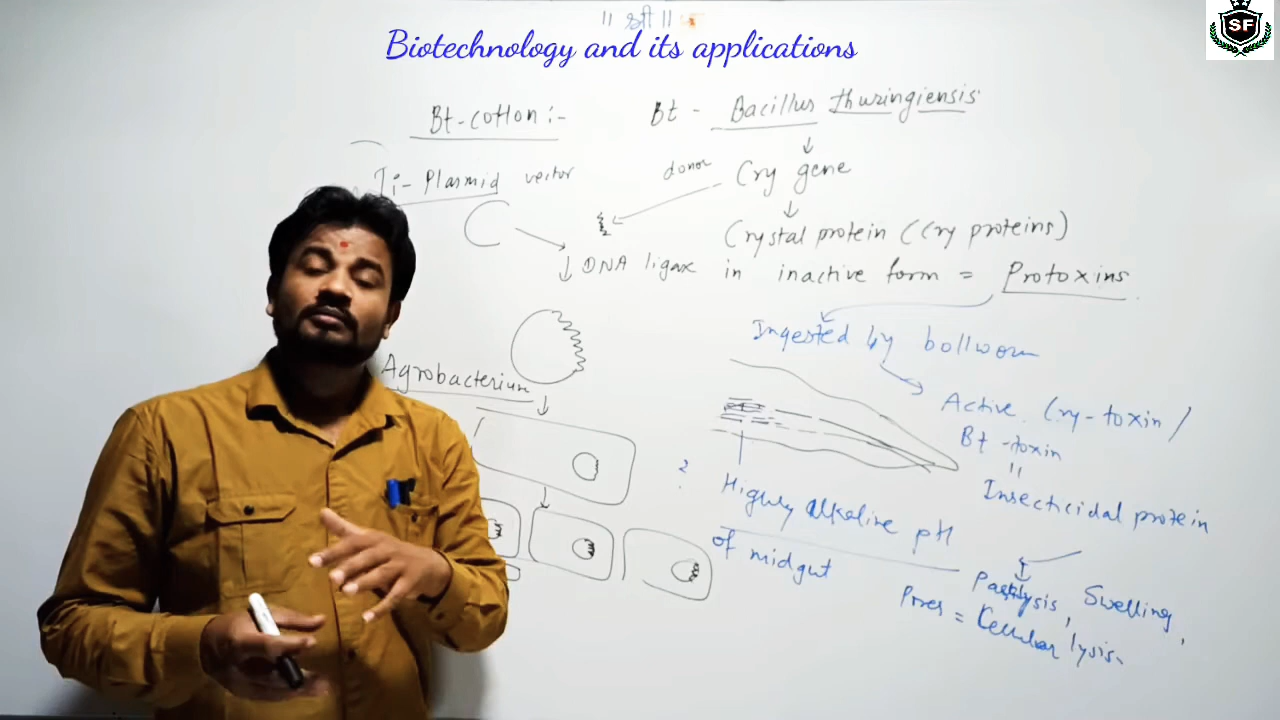 || श्री ||
SF
Biotechnology and its applications
Bt-cotton :-
Bt - Bacillus thuringiensis
Ti-Plasmid vector
donor
Cry gene
Crystal protein (Cry proteins)
DNA ligase in inactive form = Protoxins
Ingested by bollworm
Agrobacterium
Active Cry-toxin /
Bt-toxin
"
Insecticidal protein
?
Highly alkaline pH
of midgut
Paralysis, Swelling,
Pores = Cellular lysis.